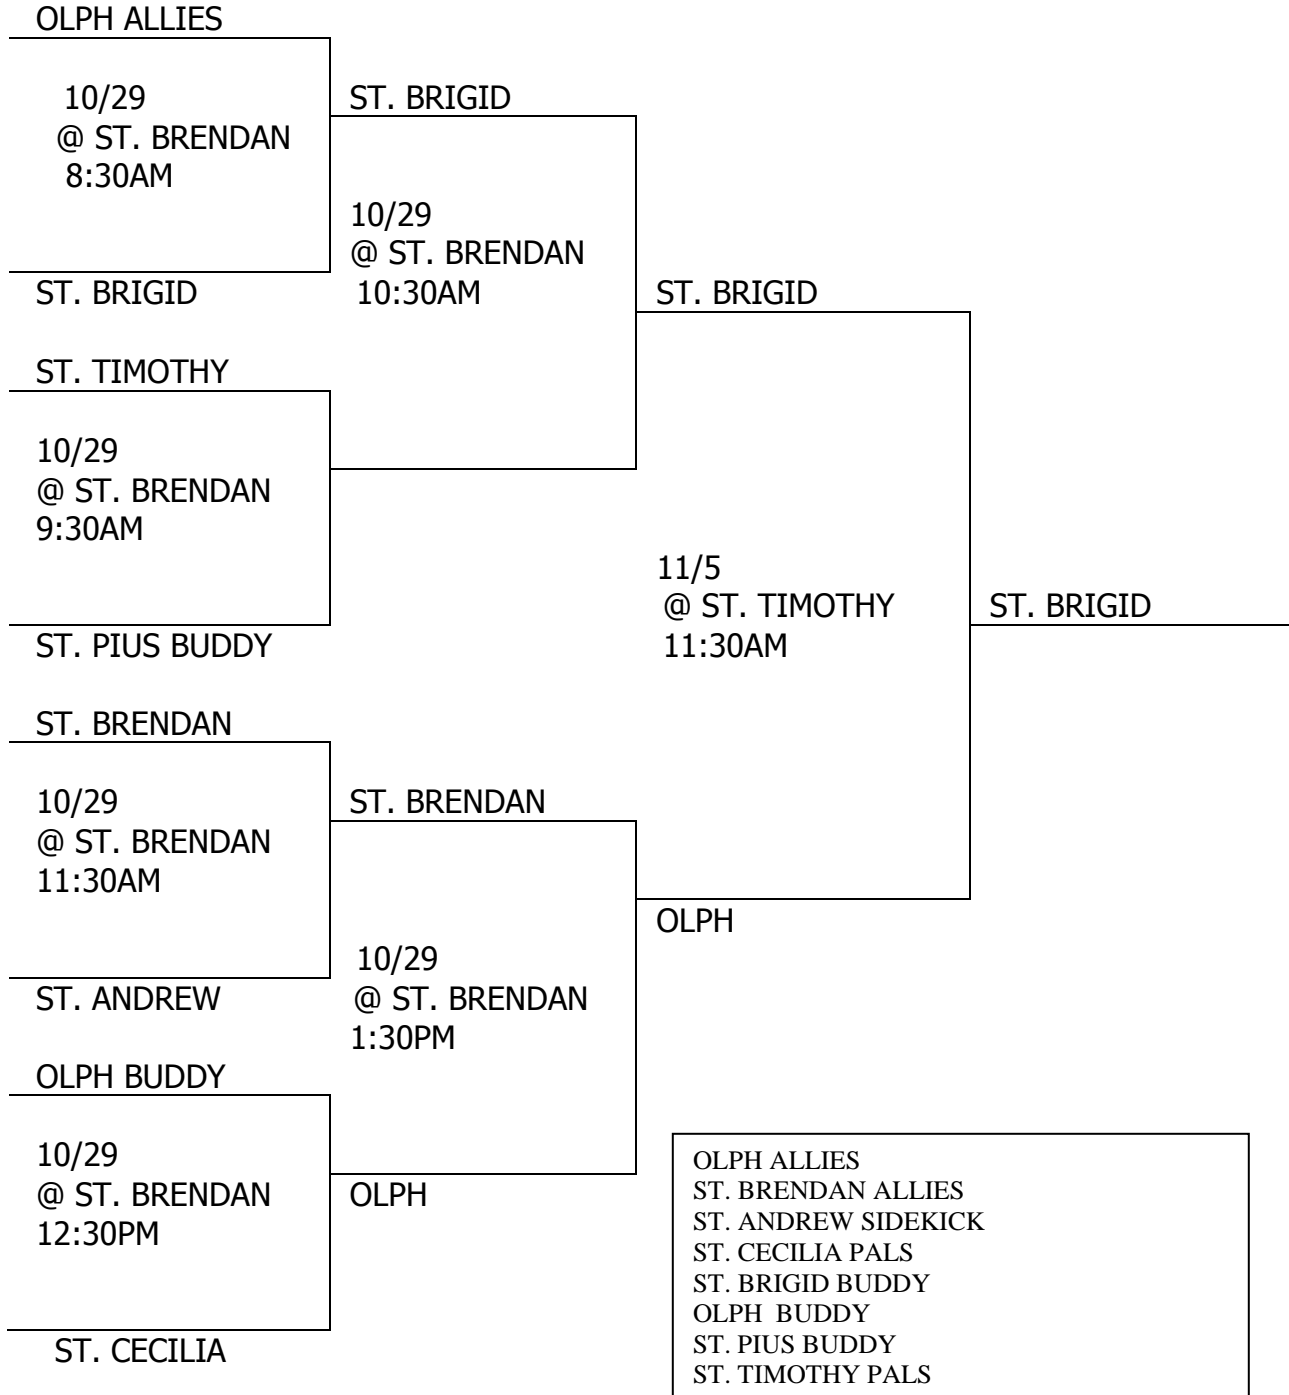 OLPH ALLIES
10/29
@ ST. BRENDAN
8:30AM
ST. BRIGID
ST. TIMOTHY
10/29
@ ST. BRENDAN
9:30AM
ST. PIUS BUDDY
ST. BRENDAN
10/29
@ ST. BRENDAN
11:30AM
ST. ANDREW
OLPH BUDDY
10/29
@ ST. BRENDAN
12:30PM
ST. CECILIA
ST. BRIGID
10/29
@ ST. BRENDAN
10:30AM
ST. BRENDAN
10/29
@ ST. BRENDAN
1:30PM
OLPH
ST. BRIGID
11/5
@ ST. TIMOTHY
11:30AM
OLPH
ST. BRIGID
OLPH ALLIES
ST. BRENDAN ALLIES
ST. ANDREW SIDEKICK
ST. CECILIA PALS
ST. BRIGID BUDDY
OLPH  BUDDY
ST. PIUS BUDDY
ST. TIMOTHY PALS